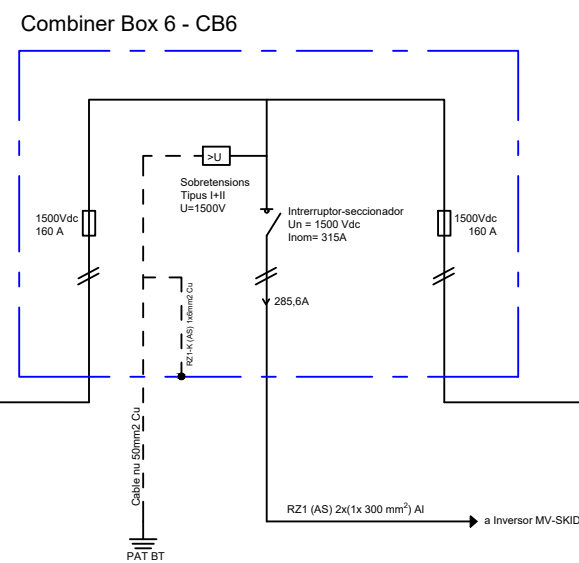 Combiner Box 6 - CB6
>U
Sobretensions
Tipus I+II
U=1500V
1500Vdc
160 A
Intrerruptor-seccionador
Un = 1500 Vdc
Inom= 315A
1500Vdc
160 A
285,6A
RZ1-K (AS) 1x6mm2 Cu
Cable nu 50mm2 Cu
RZ1 (AS) 2x(1x 300 mm²) Al
a Inversor MV-SKID
PAT BT